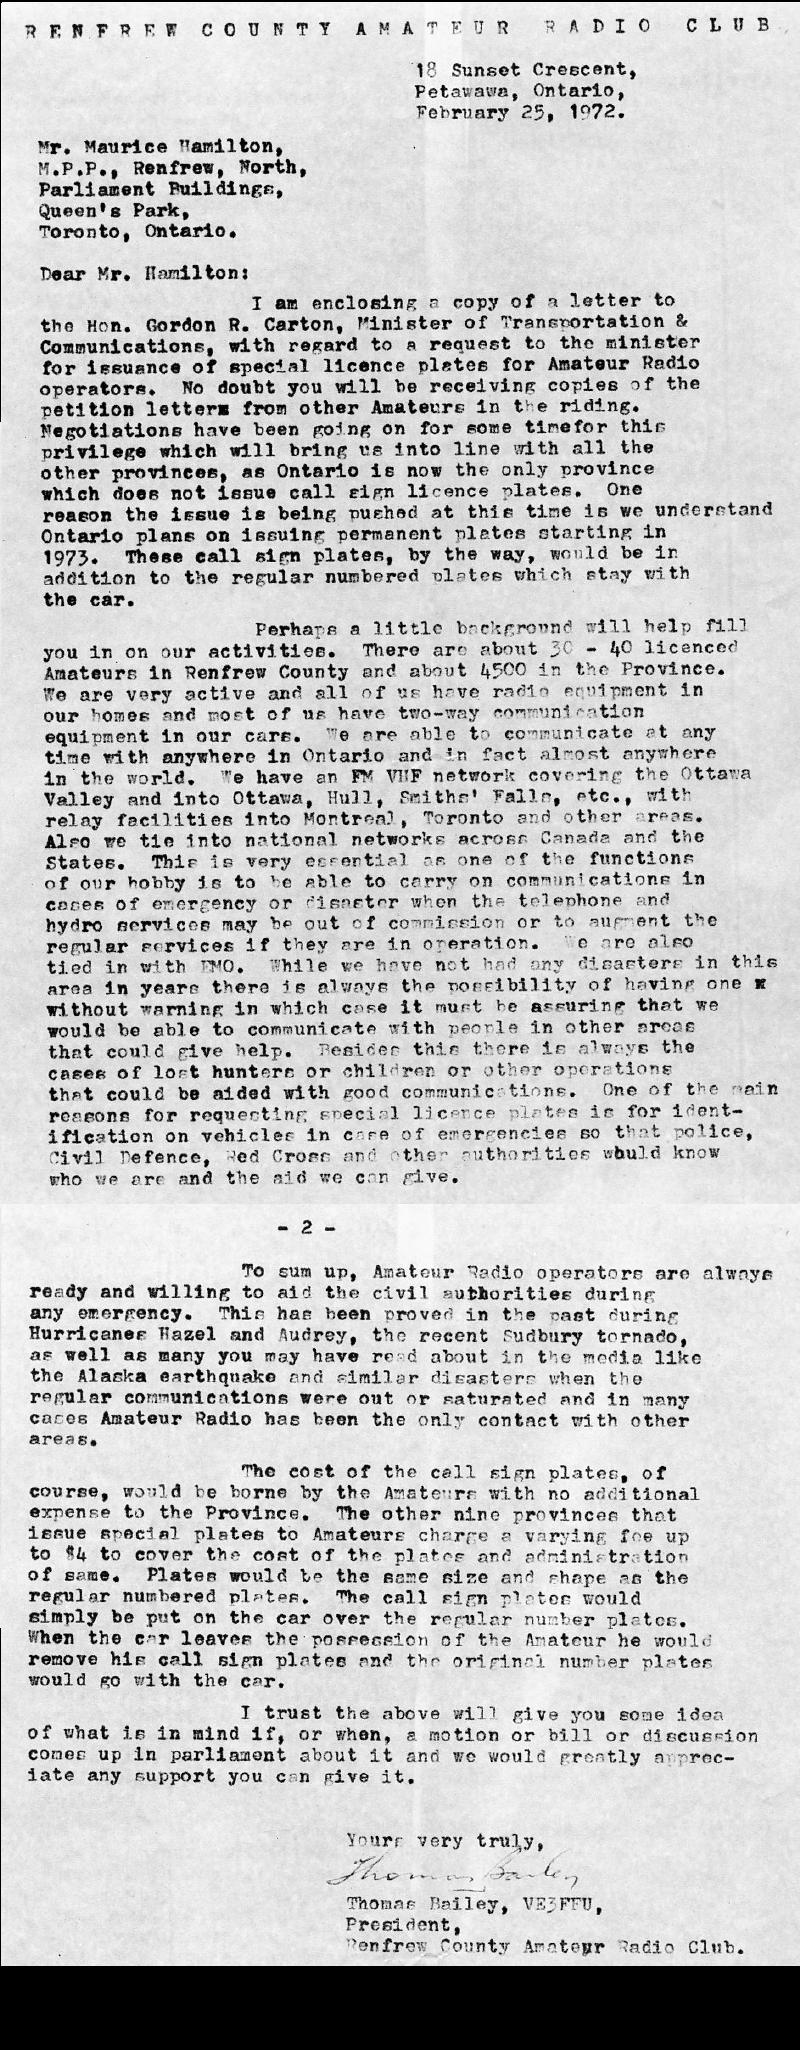 RENFREW COUNTY AMATEUR RADIO CLUB
18 Sunset Crescent,
Petawawa, Ontario,
February 25, 1972.
Mr. Maurice Hamilton,
M.P.P., Renfrew, North,
Parliament Buildings,
Queen's Park,
Toronto, Ontario.
Dear Mr. Hamilton:
I am enclosing a copy of a letter to
the Hon. Gordon R. Carton, Minister of Transportation &
Communications, with regard to a request to the minister
for issuance of special licence plates for Amateur Radio
operators. No doubt you will be receiving copies of the
petition letters from other Amateurs in the riding.
Negotiations have been going on for some timefor this
privilege which will bring us into line with all the
other provinces, as Ontario is now the only province
which does not issue call sign licence plates. One
reason the issue is being pushed at this time is we understand
Ontario plans on issuing permanent plates starting in
1973. These call sign plates, by the way, would be in
addition to the regular numbered plates which stay with
the car.
Perhaps a little background will help fill
you in on our activities. There are about 30 - 40 licenced
Amateurs in Renfrew County and about 4500 in the Province.
We are very active and all of us have radio equipment in
our homes and most of us have two-way communication
equipment in our cars. We are able to communicate at any
time with anywhere in Ontario and in fact almost anywhere
in the world. We have an FM VHF network covering the Ottawa
Valley and into Ottawa, Hull, Smiths' Falls, etc., with
relay facilities into Montreal, Toronto and other areas.
Also we tie into national networks across Canada and the
States. This is very essential as one of the functions
of our hobby is to be able to carry on communications in
cases of emergency or disaster when the telephone and
hydro services may be out of commission or to augment the
regular services if they are in operation. We are also
tied in with EMO. While we have not had any disasters in this
area in years there is always the possibility of having one x
without warning in which case it must be assuring that we
would be able to communicate with people in other areas
that could give help. Besides this there is always the
cases of lost hunters or children or other operations
that could be aided with good communications. One of the main
reasons for requesting special licence plates is for ident-
ification on vehicles in case of emergencies so that police,
Civil Defence, Red Cross and other authorities would know
who we are and the aid we can give.
- 2 -
To sum up, Amateur Radio operators are always
ready and willing to aid the civil authorities during
any emergency. This has been proved in the past during
Hurricanes Hazel and Audrey, the recent Sudbury tornado,
as well as many you may have read about in the media like
the Alaska earthquake and similar disasters when the
regular communications were out or saturated and in many
cases Amateur Radio has been the only contact with other
areas.
The cost of the call sign plates, of
course, would be borne by the Amateurs with no additional
expense to the Province. The other nine provinces that
issue special plates to Amateurs charge a varying fee up
to $4 to cover the cost of the plates and administration
of same. Plates would be the same size and shape as the
regular numbered plates. The call sign plates would
simply be put on the car over the regular number plates.
When the car leaves the possession of the Amateur he would
remove his call sign plates and the original number plates
would go with the car.
I trust the above will give you some idea
of what is in mind if, or when, a motion or bill or discussion
comes up in parliament about it and we would greatly apprec-
iate any support you can give it.
Yours very truly,
Thomas Bailey
Thomas Bailey, VE3FFU,
President,
Renfrew County Amateur Radio Club.